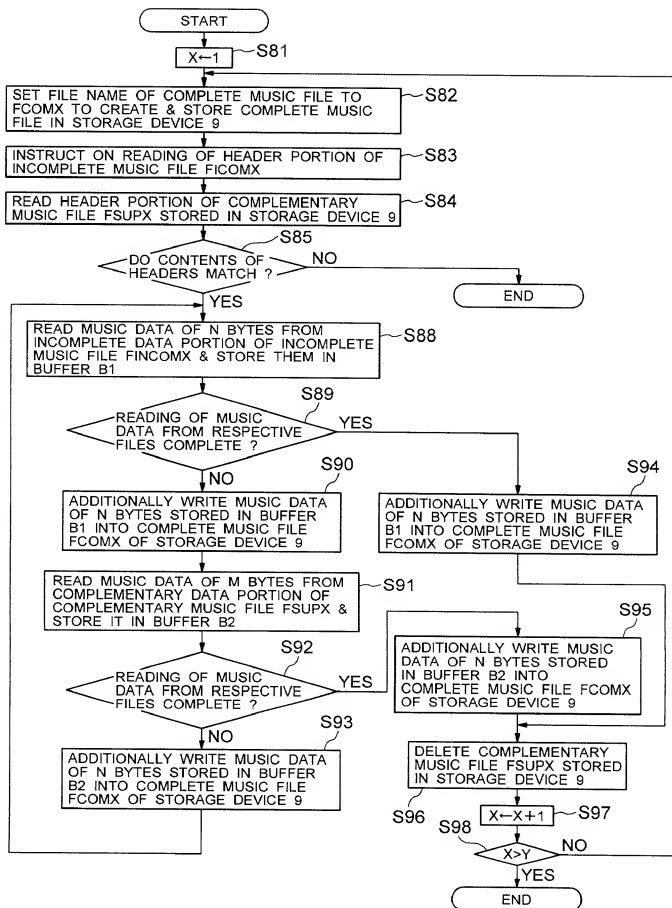 START
X←1
S81
SET FILE NAME OF COMPLETE MUSIC FILE TO
FCOMX TO CREATE & STORE COMPLETE MUSIC
FILE IN STORAGE DEVICE 9
S82
INSTRUCT ON READING OF HEADER PORTION OF
INCOMPLETE MUSIC FILE FICOMX
S83
READ HEADER PORTION OF COMPLEMENTARY
MUSIC FILE FSUPX STORED IN STORAGE DEVICE 9
S84
S85
DO CONTENTS OF
HEADERS MATCH ?
NO
END
YES
READ MUSIC DATA OF N BYTES FROM
INCOMPLETE DATA PORTION OF INCOMPLETE
MUSIC FILE FINCOMX & STORE THEM IN
BUFFER B1
S88
S89
READING OF MUSIC
DATA FROM RESPECTIVE
FILES COMPLETE ?
YES
NO
S90
ADDITIONALLY WRITE MUSIC DATA
OF N BYTES STORED IN BUFFER
B1 INTO COMPLETE MUSIC FILE
FCOMX OF STORAGE DEVICE 9
S94
ADDITIONALLY WRITE MUSIC DATA
OF N BYTES STORED IN BUFFER
B1 INTO COMPLETE MUSIC FILE
FCOMX OF STORAGE DEVICE 9
READ MUSIC DATA OF M BYTES FROM
COMPLEMENTARY DATA PORTION OF
COMPLEMENTARY MUSIC FILE FSUPX &
STORE IT IN BUFFER B2
S91
S92
READING OF MUSIC
DATA FROM RESPECTIVE
FILES COMPLETE ?
YES
NO
S95
ADDITIONALLY WRITE MUSIC
DATA OF N BYTES STORED
IN BUFFER B2 INTO
COMPLETE MUSIC FILE FCOMX
OF STORAGE DEVICE 9
S93
ADDITIONALLY WRITE MUSIC DATA
OF N BYTES STORED IN BUFFER
B2 INTO COMPLETE MUSIC FILE
FCOMX OF STORAGE DEVICE 9
DELETE COMPLEMENTARY
MUSIC FILE FSUPX STORED
IN STORAGE DEVICE 9
S96
X←X+1
S97
S98
X>Y
NO
YES
END